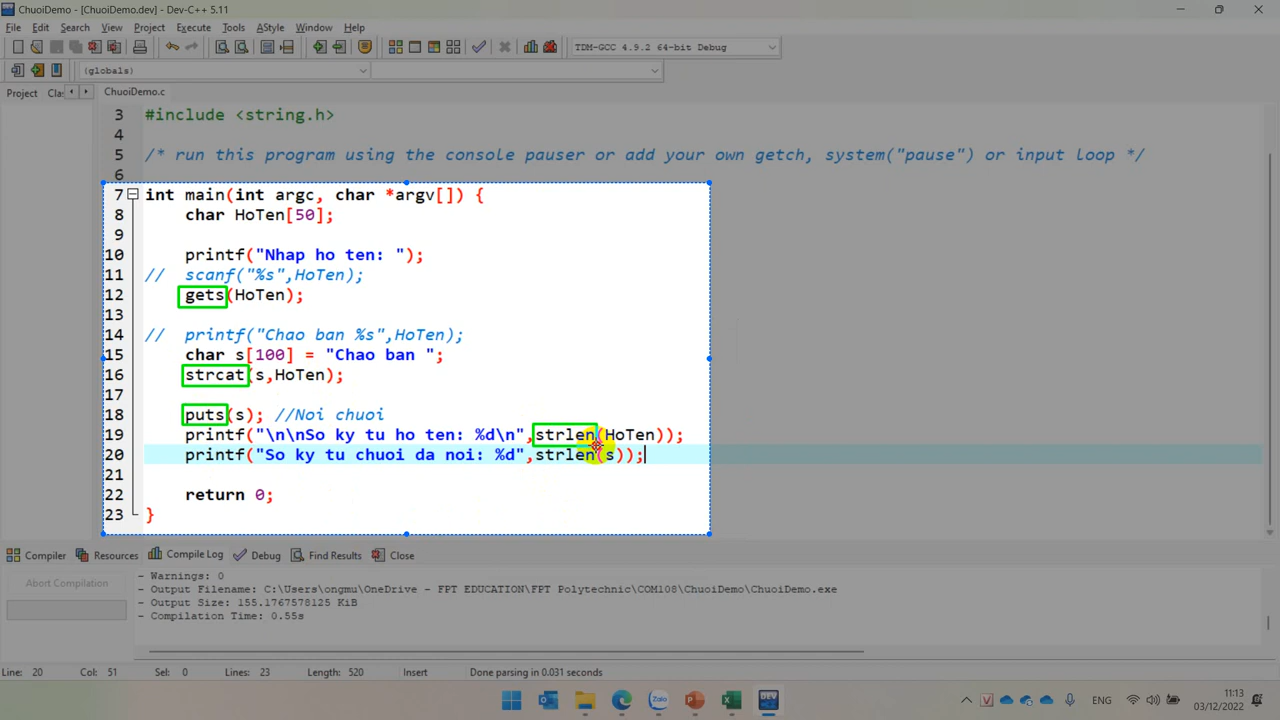 ChuoiDemo - [ChuoiDemo.dev] - Dev-C++ 5.11
File Edit Search View Project Execute Tools AStyle Window Help
TDM-GCC 4.9.2 64-bit Debug
(globals)
Project Cla
ChuoiDemo.c
3 #include <string.h>
4
5 /* run this program using the console pauser or add your own getch, system("pause") or input loop */
6
7 int main(int argc, char *argv[]) {
8 char HoTen[50];
9
10 printf("Nhap ho ten: ");
11 // scanf("%s",HoTen);
12 gets(HoTen);
13
14 // printf("Chao ban %s",HoTen);
15 char s[100] = "Chao ban ";
16 strcat(s,HoTen);
17
18 puts(s); //Noi chuoi
19 printf("\n\nSo ky tu ho ten: %d\n",strlen(HoTen));
20 printf("So ky tu chuoi da noi: %d",strlen(s));
21
22 return 0;
23 }
Compiler Resources Compile Log Debug Find Results Close
Abort Compilation
- Warnings: 0
- Output Filename: C:\Users\ongmu\OneDrive - FPT EDUCATION\FPT Polytechnic\COM108\ChuoiDemo\ChuoiDemo.exe
- Output Size: 155.1767578125 KiB
- Compilation Time: 0.55s
Line: 20 Col: 51 Sel: 0 Lines: 23 Length: 520 Insert Done parsing in 0.031 seconds
Zalo
DEV
ENG
11:13
03/12/2022